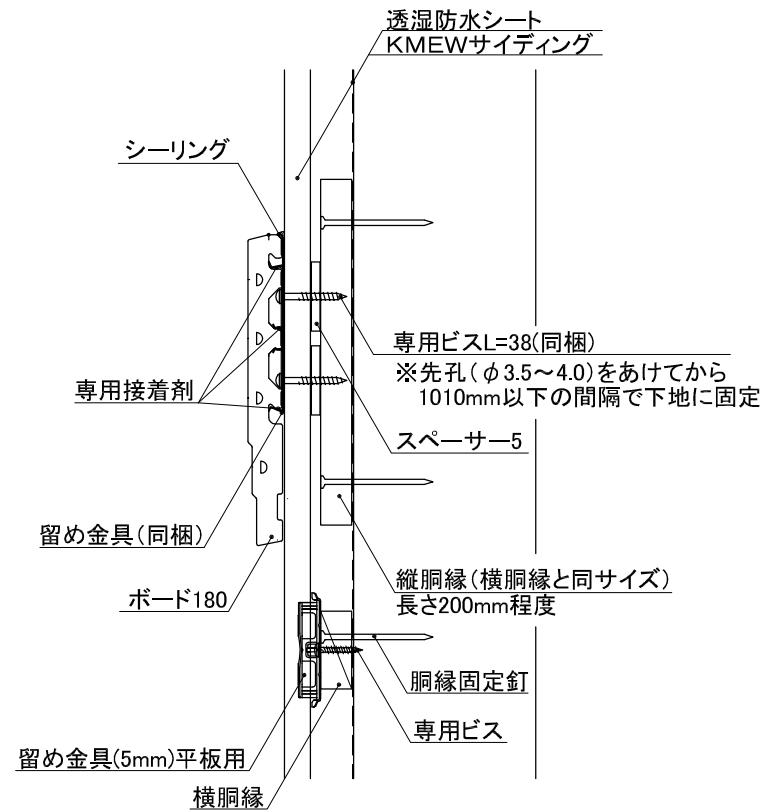 透湿防水シート
KMEWサイディング
シーリング
専用ビスL=38(同梱)
※先孔(φ3.5～4.0)をあけてから
1010mm以下の間隔で下地に固定
専用接着剤
スペーサー5
留め金具(同梱)
縦胴縁(横胴縁と同サイズ)
長さ200mm程度
ボード180
胴縁固定釘
専用ビス
留め金具(5mm)平板用
横胴縁